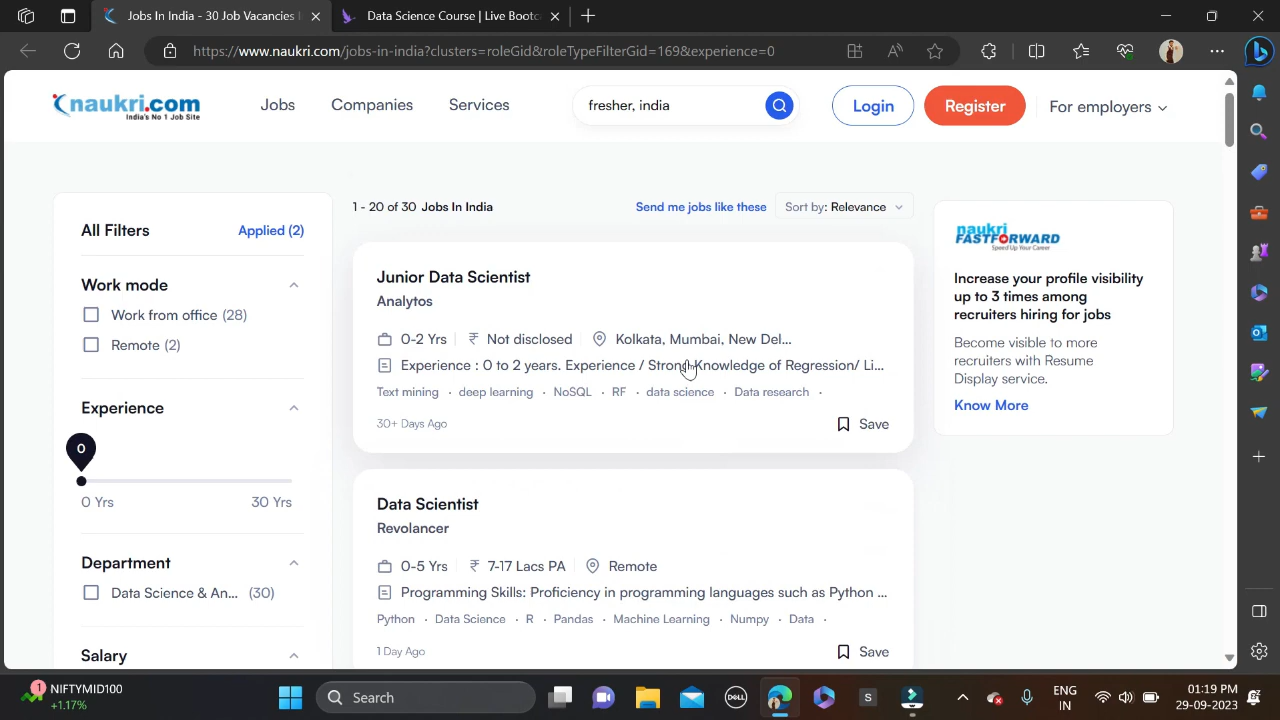 Jobs In India - 30 Job Vacancies I
Data Science Course | Live Bootc
https://www.naukri.com/jobs-in-india?clusters=roleGid&roleTypeFilterGid=169&experience=0
naukri.com
India's No 1 Job Site
Jobs
Companies
Services
fresher, india
Login
Register
For employers
All Filters
Applied (2)
Work mode
Work from office (28)
Remote (2)
Experience
0
0 Yrs
30 Yrs
Department
Data Science & An... (30)
Salary
1 - 20 of 30 Jobs In India
Send me jobs like these
Sort by: Relevance
Junior Data Scientist
Analytos
0-2 Yrs
₹ Not disclosed
Kolkata, Mumbai, New Del...
Experience : 0 to 2 years. Experience / Strong Knowledge of Regression/ Li...
Text mining · deep learning · NoSQL · RF · data science · Data research ·
30+ Days Ago
Save
Data Scientist
Revolancer
0-5 Yrs
₹ 7-17 Lacs PA
Remote
Programming Skills: Proficiency in programming languages such as Python ...
Python · Data Science · R · Pandas · Machine Learning · Numpy · Data ·
1 Day Ago
Save
naukri
FASTFORWARD
Speed Up Your Career
Increase your profile visibility
up to 3 times among
recruiters hiring for jobs
Become visible to more
recruiters with Resume
Display service.
Know More
1
NIFTYMID100
+1.17%
Search
DELL
S
ENG
IN
01:19 PM
29-09-2023